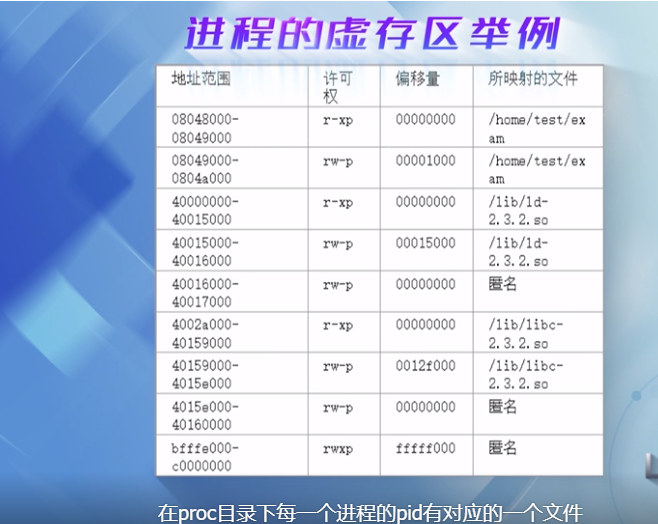 进程的虚存区举例
地址范围 许可权 偏移量 所映射的文件
08048000-08049000 r-xp 00000000 /home/test/exam
08049000-0804a000 rw-p 00001000 /home/test/exam
40000000-40015000 r-xp 00000000 /lib/ld-2.3.2.so
40015000-40016000 rw-p 00015000 /lib/ld-2.3.2.so
40016000-40017000 rw-p 00000000 匿名
4002a000-40159000 r-xp 00000000 /lib/libc-2.3.2.so
40159000-4015e000 rw-p 0012f000 /lib/libc-2.3.2.so
4015e000-40160000 rw-p 00000000 匿名
bfffe000-c0000000 rwxp fffff000 匿名
在proc目录下每一个进程的pid有对应的一个文件